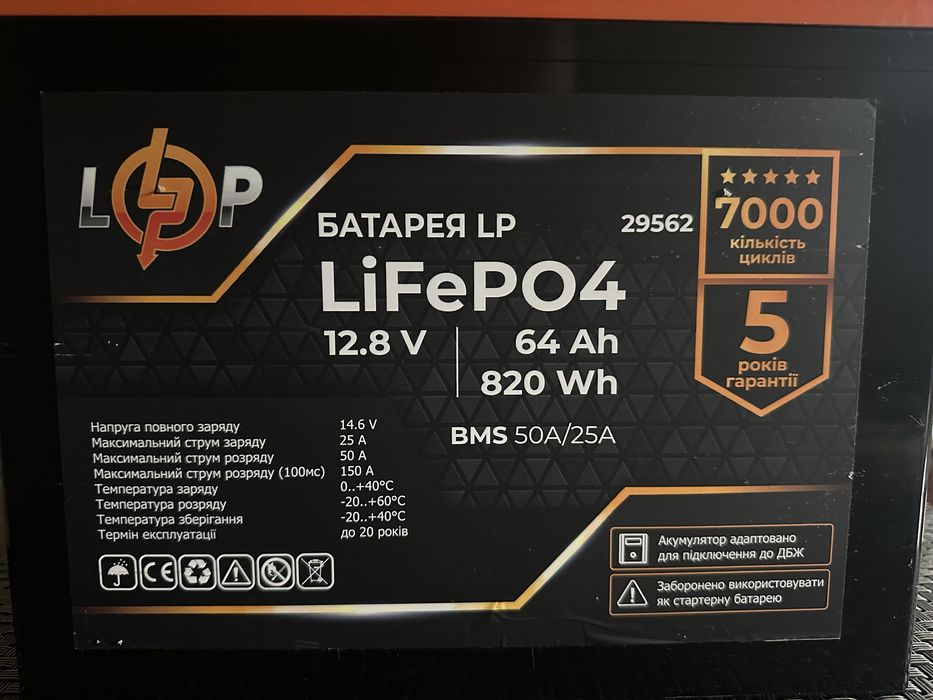 LP
БАТАРЕЯ LP
29562
LiFePO4
12.8 V
64 Ah
820 Wh
BMS 50A/25A
7000
кількість
циклів
5
років
гарантії
Напруга повного заряду 14.6 V
Максимальний струм заряду 25 A
Максимальний струм розряду 50 A
Максимальний струм розряду (100мс) 150 A
Температура заряду 0..+40°C
Температура розряду -20..+60°C
Температура зберігання -20..+40°C
Термін експлуатації до 20 років
CE
Акумулятор адаптовано
для підключення до ДБЖ
Заборонено використовувати
як стартерну батарею